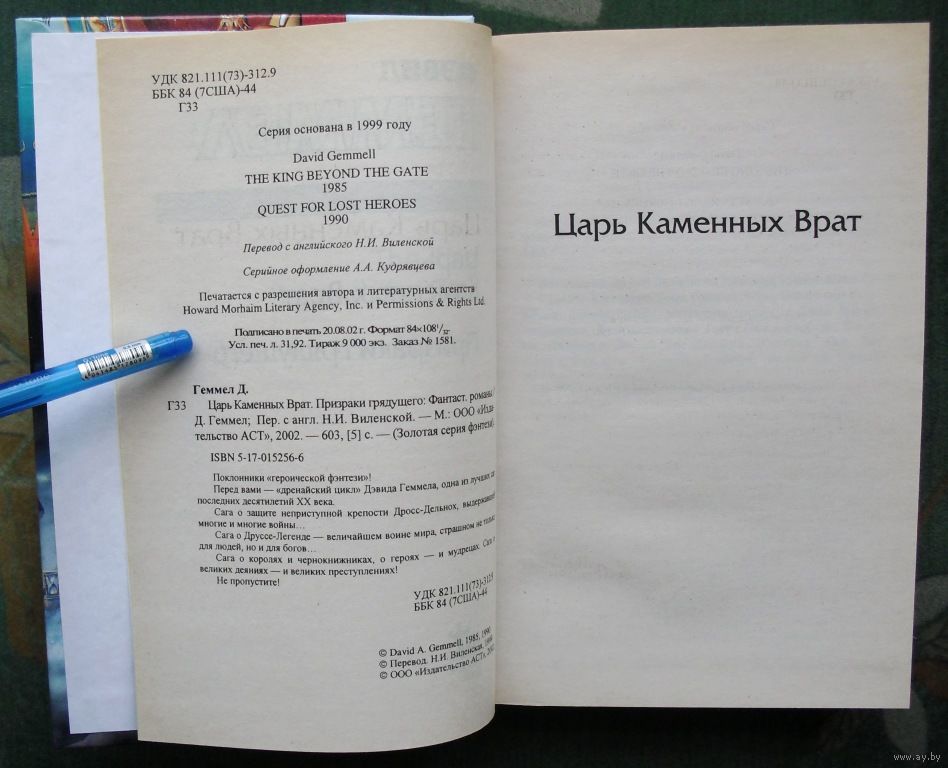 УДК 821.111(73)-312.9
ББК 84 (7США)-44
Г33
Серия основана в 1999 году
David Gemmell
THE KING BEYOND THE GATE
1985
QUEST FOR LOST HEROES
1990
Перевод с английского Н.И. Виленской
Серийное оформление А.А. Кудрявцева
Печатается с разрешения автора и литературных агентств
Howard Morhaim Literary Agency, Inc. и Permissions & Rights Ltd.
Подписано в печать 20.08.02 г. Формат 84×108 1/32.
Усл. печ. л. 31,92. Тираж 9 000 экз. Заказ № 1581.
Геммел Д.
Г33 Царь Каменных Врат. Призраки грядущего: Фантаст. романы /
Д. Геммел; Пер. с англ. Н.И. Виленской. — М.: ООО «Изда-
тельство АСТ», 2002. — 603, [5] с. — (Золотая серия фэнтези).
ISBN 5-17-015256-6
Поклонники «героической фэнтези»!
Перед вами — «дренайский цикл» Дэвида Геммела, одна из лучших
последних десятилетий XX века.
Сага о защите неприступной крепости Дросс-Дельнох, выдержавшей
многие и многие войны...
Сага о Друссе-Легенде — величайшем воине мира, страшном не только
для людей, но и для богов...
Сага о королях и чернокнижниках, о героях — и мудрецах. Сага о
великих деяниях — и великих преступлениях!
Не пропустите!
УДК 821.111(73)-312.9
ББК 84 (7США)-44
© David A. Gemmell, 1985, 1990
© Перевод. Н.И. Виленская,
© ООО «Издательство АСТ»,
Царь Каменных Врат
www.ay.by